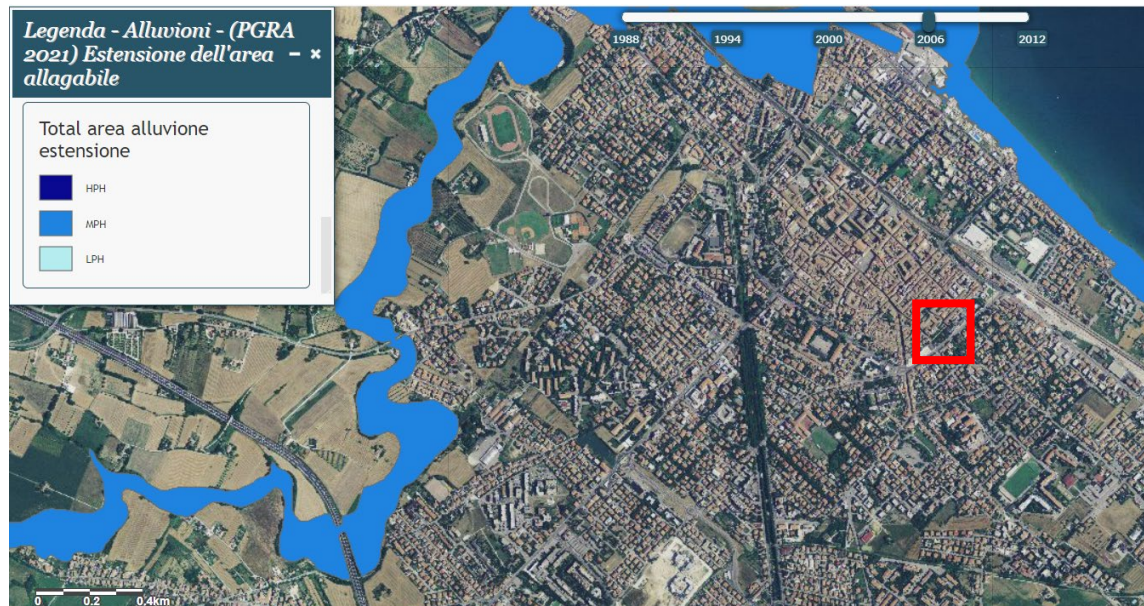 Legenda - Alluvioni - (PGRA
2021) Estensione dell'area
allagabile
Total area alluvione
estensione
HPH
MPH
LPH
1988
1994
2000
2006
2012
0
0.2
0.4km